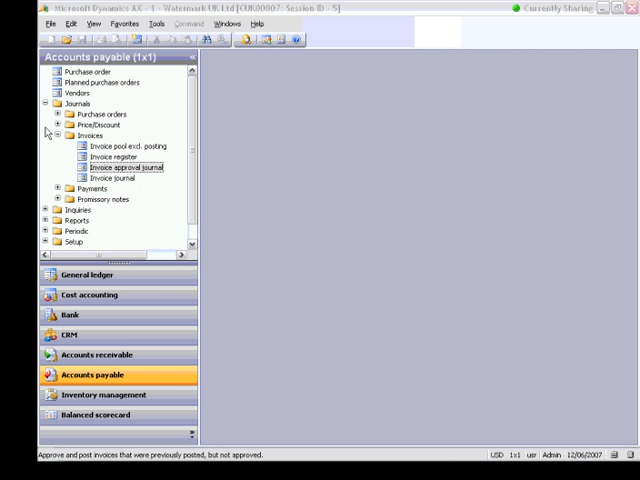 Microsoft Dynamics AX - 1 - Watermark UK Ltd [CUK00007: Session ID - 5]
Currently Sharing
File Edit View Favorites Tools Command Windows Help
Accounts payable (1x1)
Purchase order
Planned purchase orders
Vendors
Journals
Purchase orders
Price/Discount
Invoices
Invoice pool excl. posting
Invoice register
Invoice approval journal
Invoice journal
Payments
Promissory notes
Inquiries
Reports
Periodic
Setup
General ledger
Cost accounting
Bank
CRM
Accounts receivable
Accounts payable
Inventory management
Balanced scorecard
Approve and post invoices that were previously posted, but not approved.
USD 1x1 usr Admin 12/06/2007